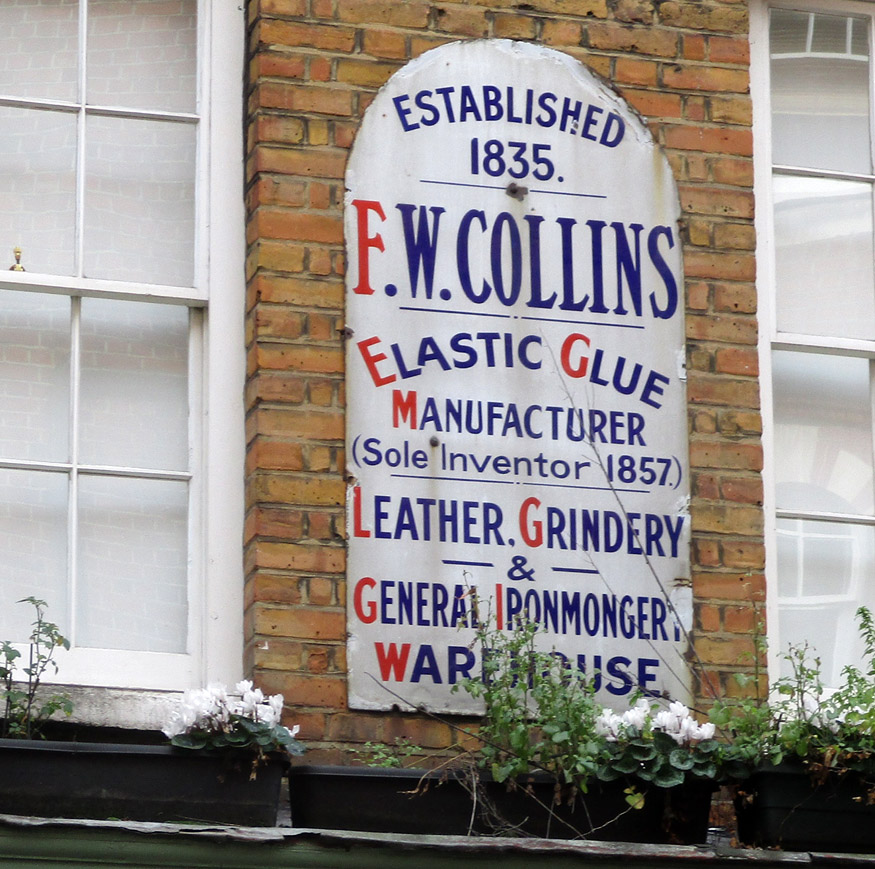 ESTABLISHED
1835.
F.W. COLLINS
ELASTIC GLUE
MANUFACTURER
(Sole Inventor 1857.)
LEATHER, GRINDERY
&
GENERAL IRONMONGERY
WAREHOUSE